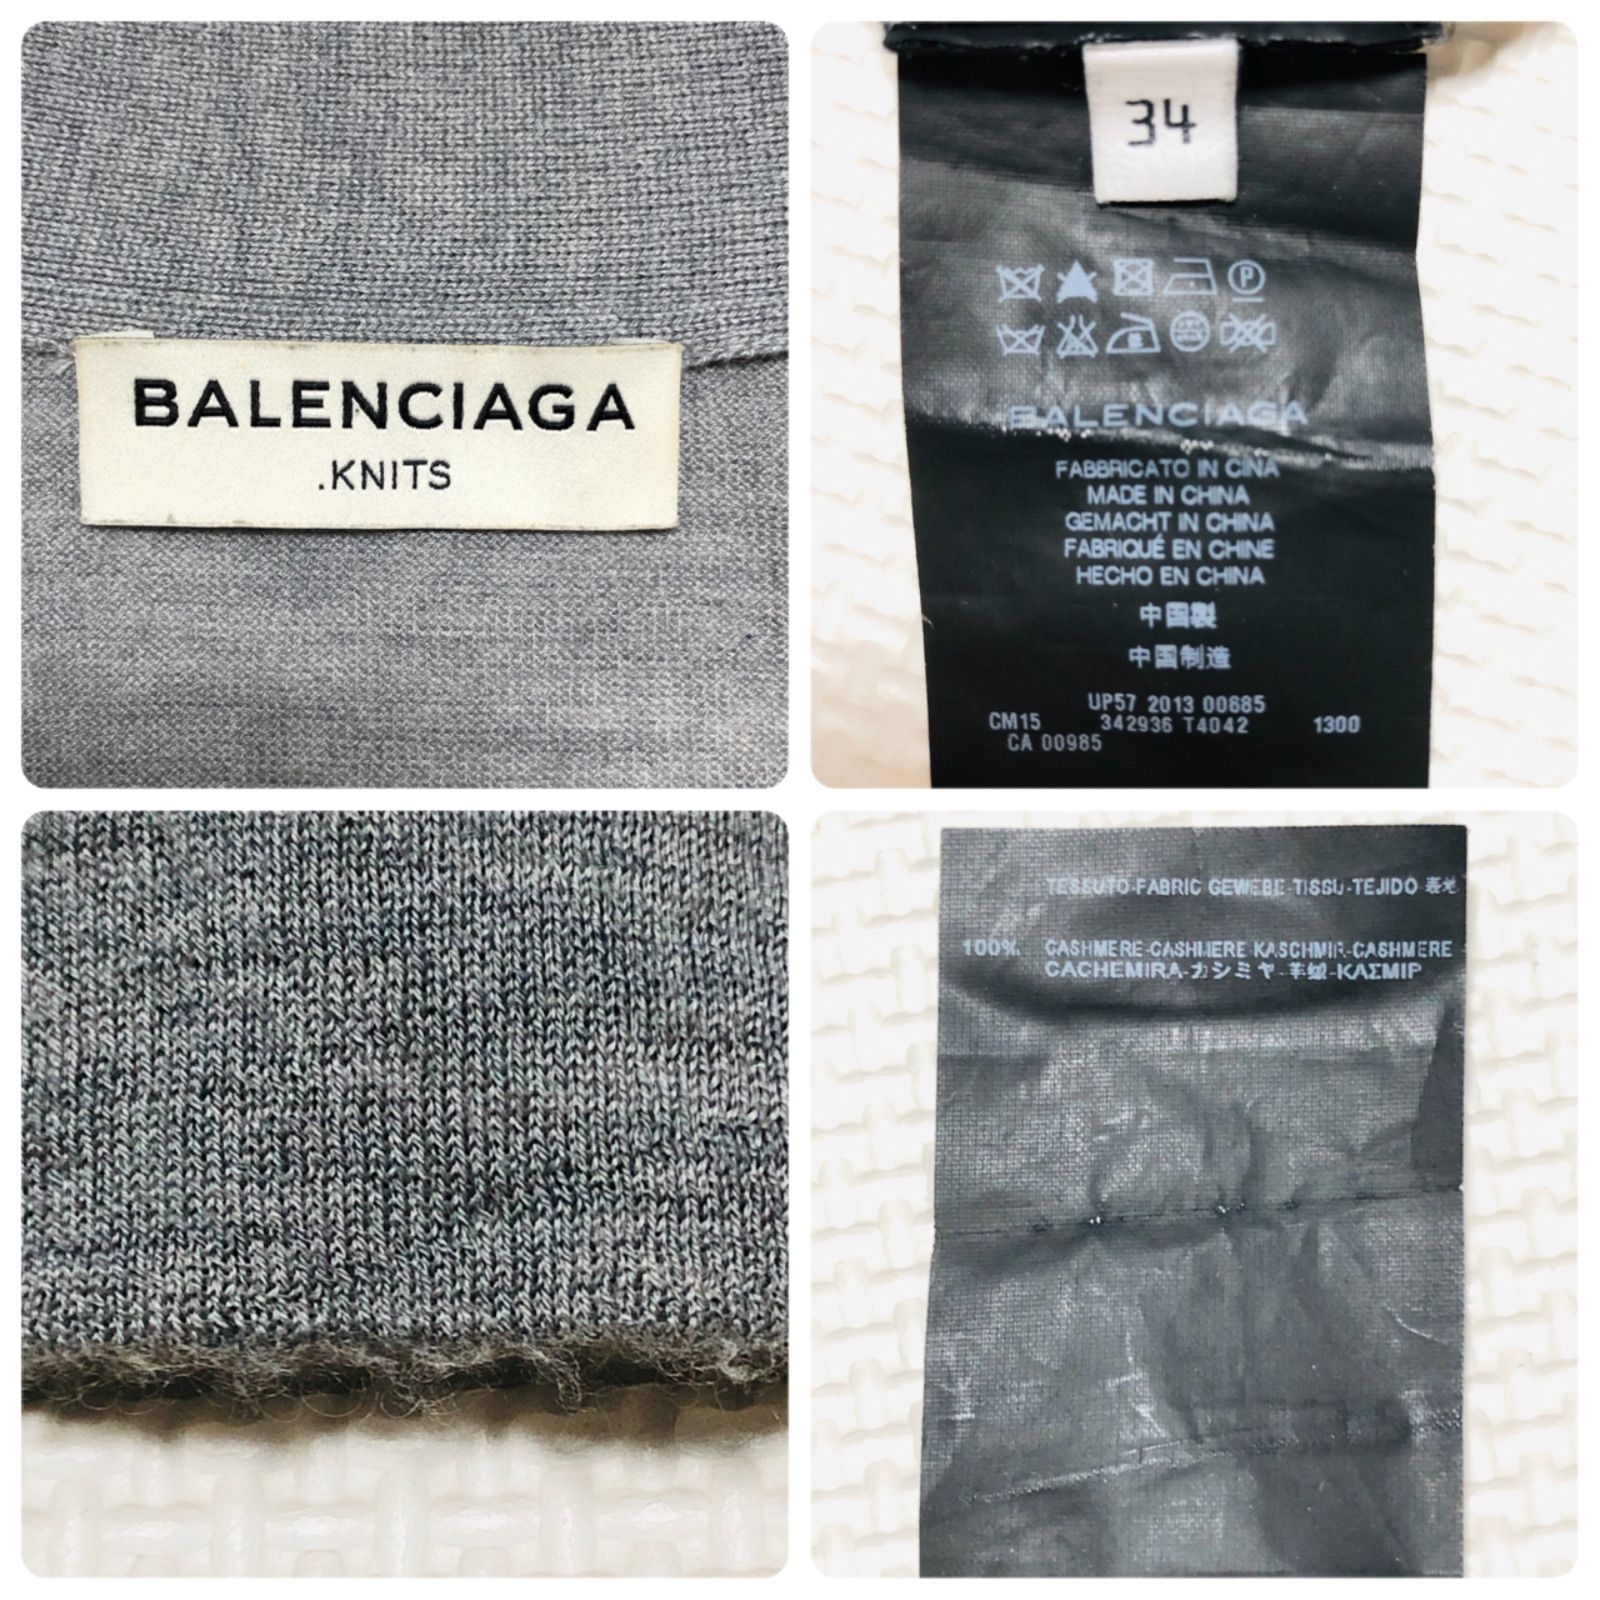 BALENCIAGA
.KNITS
34
BALENCIAGA
FABBRICATO IN CINA
MADE IN CHINA
GEMACHT IN CHINA
FABRIQUÉ EN CHINE
HECHO EN CHINA
中国製
中国制造
UP57 2013 00685
CM15 342936 T4042 1300
CA 00985
TESSUTO-FABRIC GEWEBE-TISSU-TEJIDO
100% CASHMERE-CASHMERE KASCHMIR-CASHMERE
CACHEMIRA-カシミヤ-羊绒-ΚΑΣΜΙΡ